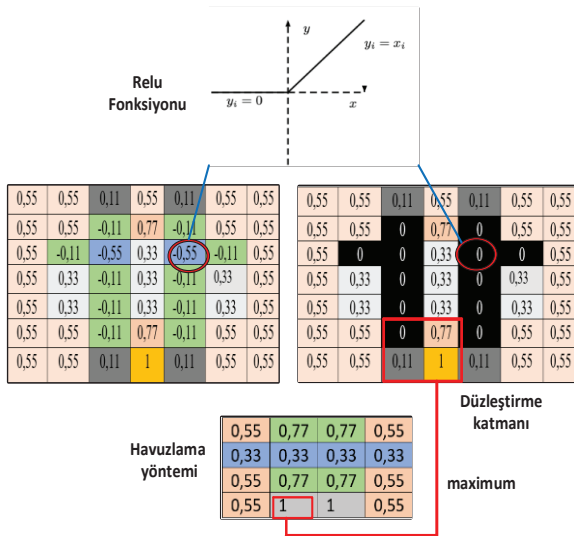 y
y_i = x_i
Relu
Fonksiyonu
y_i = 0
x
0,55 0,55 0,11 0,55 0,11 0,55 0,55
0,55 0,55 -0,11 0,77 -0,11 0,55 0,55
0,55 -0,11 -0,55 0,33 -0,55 -0,11 0,55
0,55 0,33 -0,11 0,33 -0,11 0,33 0,55
0,55 0,33 -0,11 0,33 -0,11 0,33 0,55
0,55 0,55 -0,11 0,77 -0,11 0,55 0,55
0,55 0,55 0,11 1 0,11 0,55 0,55
0,55 0,55 0,11 0,55 0,11 0,55 0,55
0,55 0,55 0 0,77 0 0,55 0,55
0,55 0 0 0,33 0 0 0,55
0,55 0,33 0 0,33 0 0,33 0,55
0,55 0,33 0 0,33 0 0,33 0,55
0,55 0,55 0 0,77 0 0,55 0,55
0,55 0,55 0,11 1 0,11 0,55 0,55
Düzleştirme
katmanı
Havuzlama
yöntemi
0,55 0,77 0,77 0,55
0,33 0,33 0,33 0,33
0,55 0,77 0,77 0,55
0,55 1 1 0,55
maximum